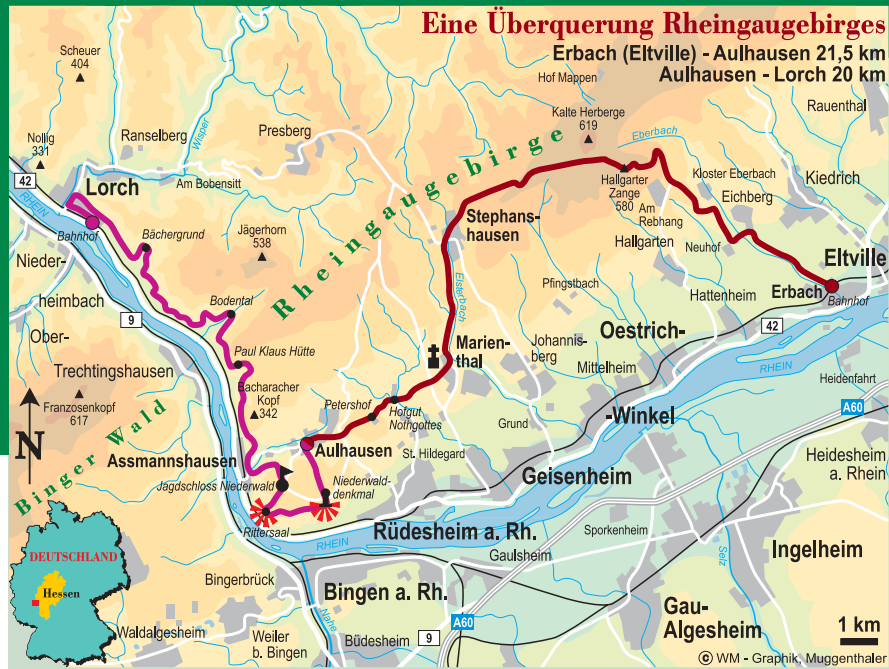 Eine Überquerung Rheingaugebirges
Erbach (Eltville) - Aulhausen 21,5 km
Aulhausen - Lorch 20 km
Scheuer
404
Hof Mappen
Rauenthal
Nollig
331
Ranselberg
Wisper
Presberg
Kalte Herberge
619
Eberbach
Kloster Eberbach
Kiedrich
42
Lorch
Am Bobensitt
Rheingaugebirge
Hallgarter
Zange
580
Eichberg
Am
Rebhang
RHEIN
Bahnhof
Bächergrund
Jägerhorn
538
Stephans-
hausen
Hallgarten
Neuhof
Eltville
Nieder-
heimbach
Elsterbach
Pfingstbach
Hattenheim
Erbach
Bahnhof
9
Bodental
Ober-
Oestrich-
42
Paul Klaus Hütte
Marien-
thal
Johannis-
berg
Mittelheim
RHEIN
Trechtingshausen
Franzosenkopf
617
Bacharacher
Kopf
342
Heidenfahrt
N
Petershof
Hofgut
Nothgottes
Grund
-Winkel
A60
Binger Wald
Aulhausen
Assmannshausen
St. Hildegard
Heidesheim
a. Rhein
Jagdschloss Niederwald
Niederwald-
denkmal
Geisenheim
Rittersaal
Rüdesheim a. Rh.
Sporkenheim
DEUTSCHLAND
RHEIN
Gaulsheim
Selz
Ingelheim
Hessen
Bingerbrück
Bingen a. Rh.
Nahe
A60
Gau-
Algesheim
Waldalgesheim
Weiler
b. Bingen
Büdesheim
9
1 km
© WM - Graphik, Muggenthaler